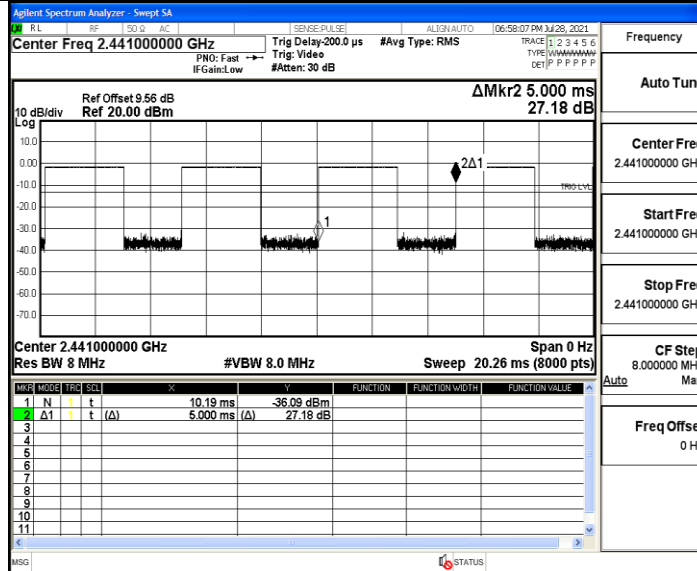 Agilent Spectrum Analyzer - Swept SA
RL RF 50 Ω AC SENSE:PULSE ALIGNAUTO 06:58:07 PM Jul 28, 2021
Center Freq 2.441000000 GHz
PNO: Fast
IFGain:Low
Trig Delay-200.0 µs
Trig: Video
#Atten: 30 dB
#Avg Type: RMS
TRACE 1 2 3 4 5 6
TYPE WWWWWW
DET P P P P P P
Ref Offset 9.56 dB
Ref 20.00 dBm
10 dB/div
Log
ΔMkr2 5.000 ms
27.18 dB
10.0
0.00
-10.0
-20.0
-30.0
-40.0
-50.0
-60.0
-70.0
2Δ1
TRIG LVL
1
Center 2.441000000 GHz Span 0 Hz
Res BW 8 MHz #VBW 8.0 MHz Sweep 20.26 ms (8000 pts)
MKR MODE TRC SCL X Y FUNCTION FUNCTION WIDTH FUNCTION VALUE
1 N 1 t 10.19 ms -36.09 dBm
2 Δ1 1 t (Δ) 5.000 ms (Δ) 27.18 dB
3
4
5
6
7
8
9
10
11
MSG STATUS
Frequency
Auto Tun
Center Fre
2.441000000 GH
Start Fre
2.441000000 GH
Stop Fre
2.441000000 GH
CF Step
8.000000 MH
Auto Ma
Freq Offse
0 H